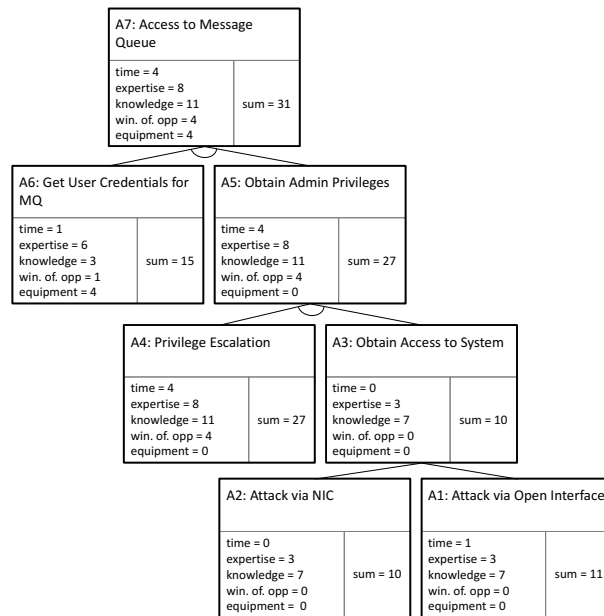 A7: Access to Message
Queue
time = 4
expertise = 8
knowledge = 11
win. of. opp = 4
equipment = 4
sum = 31
A6: Get User Credentials for
MQ
time = 1
expertise = 6
knowledge = 3
win. of. opp = 1
equipment = 4
sum = 15
A5: Obtain Admin Privileges
time = 4
expertise = 8
knowledge = 11
win. of. opp = 4
equipment = 0
sum = 27
A4: Privilege Escalation
time = 4
expertise = 8
knowledge = 11
win. of. opp = 4
equipment = 0
sum = 27
A3: Obtain Access to System
time = 0
expertise = 3
knowledge = 7
win. of. opp = 0
equipment = 0
sum = 10
A2: Attack via NIC
time = 0
expertise = 3
knowledge = 7
win. of. opp = 0
equipment =  0
sum = 10
A1: Attack via Open Interface
time = 1
expertise = 3
knowledge = 7
win. of. opp = 0
equipment = 0
sum = 11